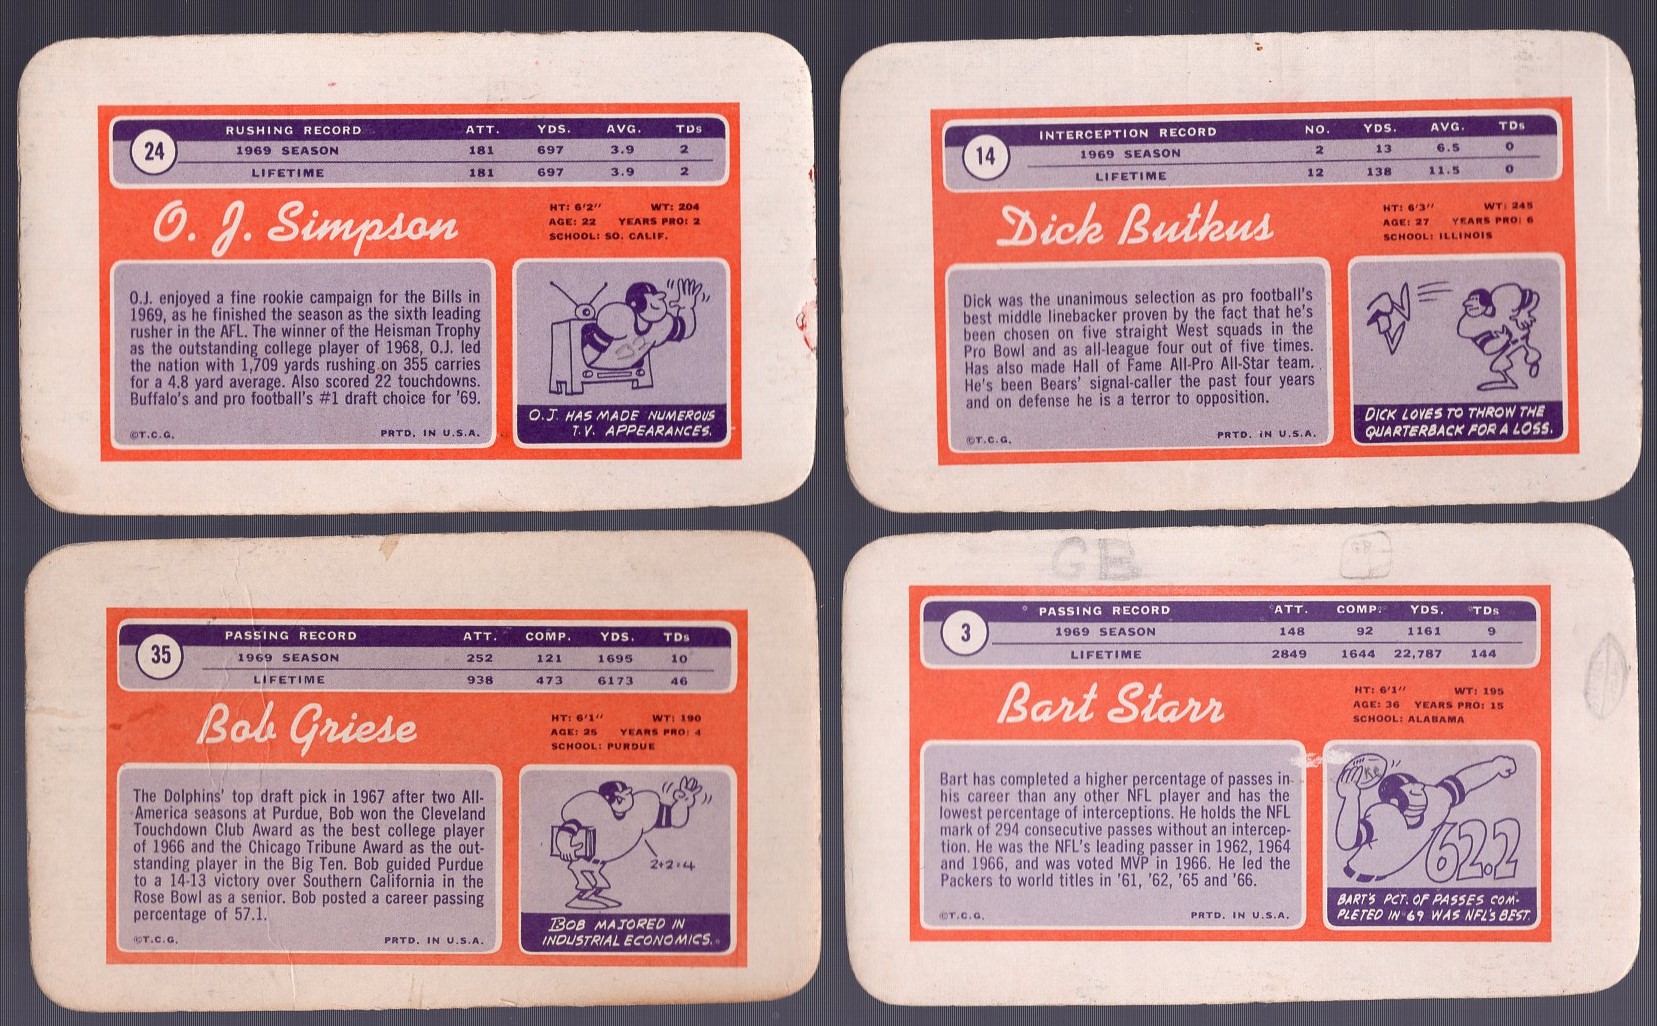 24
RUSHING RECORD ATT. YDS. AVG. TDs
1969 SEASON 181 697 3.9 2
LIFETIME 181 697 3.9 2
O. J. Simpson
HT: 6'2" WT: 204
AGE: 22 YEARS PRO: 2
SCHOOL: SO. CALIF.
O.J. enjoyed a fine rookie campaign for the Bills in
1969, as he finished the season as the sixth leading
rusher in the AFL. The winner of the Heisman Trophy
as the outstanding college player of 1968, O.J. led
the nation with 1,709 yards rushing on 355 carries
for a 4.8 yard average. Also scored 22 touchdowns.
Buffalo's and pro football's #1 draft choice for '69.
©T.C.G. PRTD. IN U.S.A.
O.J. HAS MADE NUMEROUS
T.V. APPEARANCES.
14
INTERCEPTION RECORD NO. YDS. AVG. TDs
1969 SEASON 2 13 6.5 0
LIFETIME 12 138 11.5 0
Dick Butkus
HT: 6'3" WT: 245
AGE: 27 YEARS PRO: 6
SCHOOL: ILLINOIS
Dick was the unanimous selection as pro football's
best middle linebacker proven by the fact that he's
been chosen on five straight West squads in the
Pro Bowl and as all-league four out of five times.
Has also made Hall of Fame All-Pro All-Star team.
He's been Bears' signal-caller the past four years
and on defense he is a terror to opposition.
©T.C.G. PRTD. IN U.S.A.
DICK LOVES TO THROW THE
QUARTERBACK FOR A LOSS.
35
PASSING RECORD ATT. COMP. YDS. TDs
1969 SEASON 252 121 1695 10
LIFETIME 938 473 6173 46
Bob Griese
HT: 6'1" WT: 190
AGE: 25 YEARS PRO: 4
SCHOOL: PURDUE
The Dolphins' top draft pick in 1967 after two All-
America seasons at Purdue, Bob won the Cleveland
Touchdown Club Award as the best college player
of 1966 and the Chicago Tribune Award as the out-
standing player in the Big Ten. Bob guided Purdue
to a 14-13 victory over Southern California in the
Rose Bowl as a senior. Bob posted a career passing
percentage of 57.1.
©T.C.G. PRTD. IN U.S.A.
2+2=4
BOB MAJORED IN
INDUSTRIAL ECONOMICS.
GB
3
PASSING RECORD ATT. COMP. YDS. TDs
1969 SEASON 148 92 1161 9
LIFETIME 2849 1644 22,787 144
Bart Starr
HT: 6'1" WT: 195
AGE: 36 YEARS PRO: 15
SCHOOL: ALABAMA
Bart has completed a higher percentage of passes in
his career than any other NFL player and has the
lowest percentage of interceptions. He holds the NFL
mark of 294 consecutive passes without an intercep-
tion. He was the NFL's leading passer in 1962, 1964
and 1966, and was voted MVP in 1966. He led the
Packers to world titles in '61, '62, '65 and '66.
©T.C.G. PRTD. IN U.S.A.
62.2
BART'S PCT. OF PASSES COM-
PLETED IN '69 WAS NFL'S BEST.